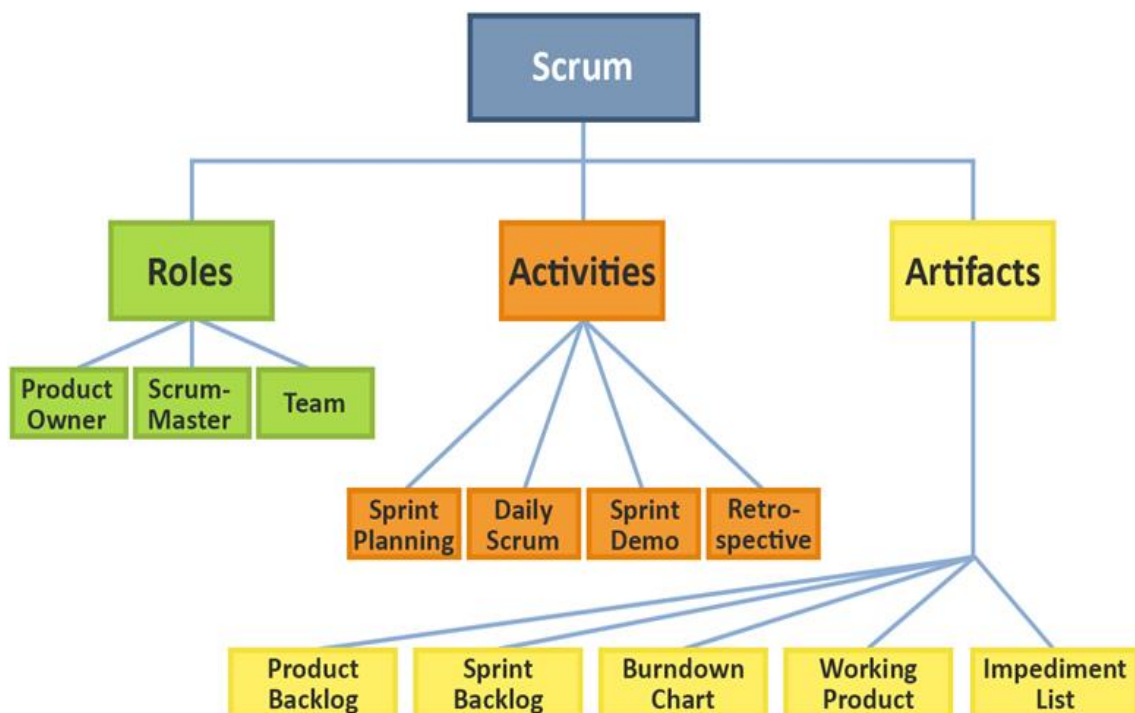 Scrum
Roles
Activities
Artifacts
Product
Owner
Scrum-
Master
Team
Sprint
Planning
Daily
Scrum
Sprint
Demo
Retro-
spective
Product
Backlog
Sprint
Backlog
Burndown
Chart
Working
Product
Impediment
List